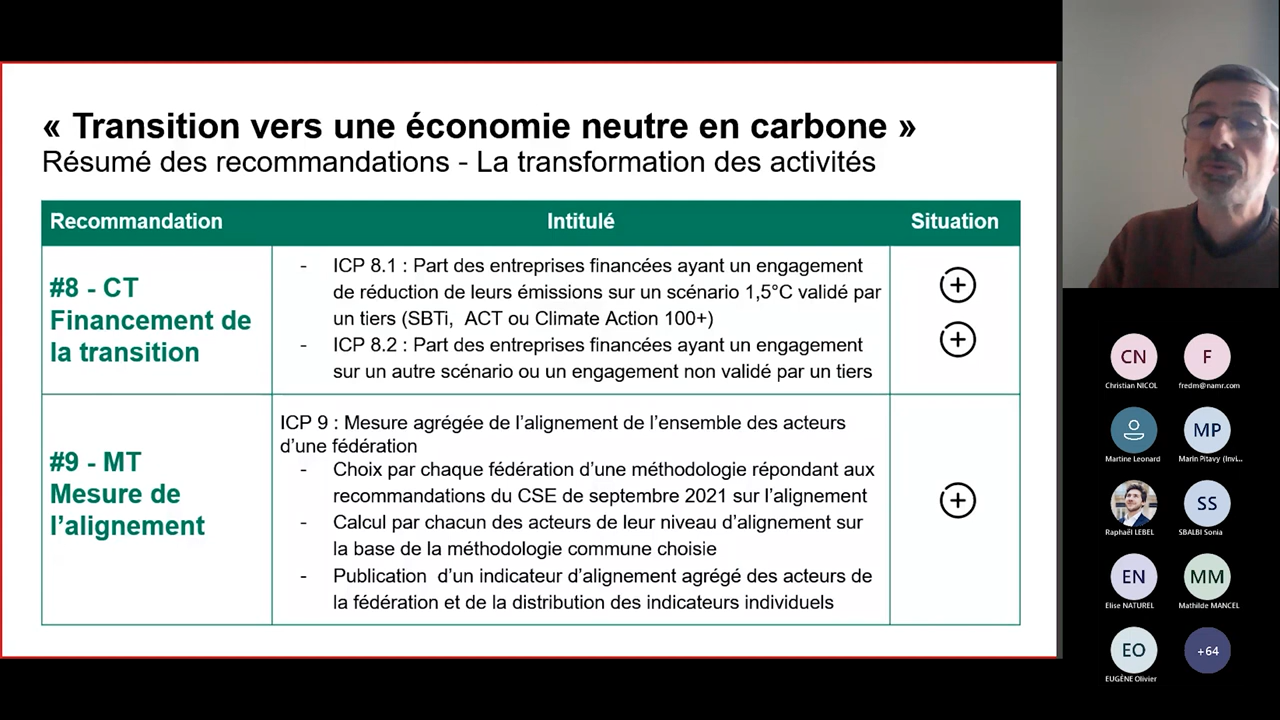 « Transition vers une économie neutre en carbone »
Résumé des recommandations - La transformation des activités
Recommandation
Intitulé
Situation
#8 - CT
Financement de
la transition
- ICP 8.1 : Part des entreprises financées ayant un engagement
de réduction de leurs émissions sur un scénario 1,5°C validé par
un tiers (SBTi, ACT ou Climate Action 100+)
- ICP 8.2 : Part des entreprises financées ayant un engagement
sur un autre scénario ou un engagement non validé par un tiers
#9 - MT
Mesure de
l’alignement
ICP 9 : Mesure agrégée de l’alignement de l’ensemble des acteurs
d’une fédération
- Choix par chaque fédération d’une méthodologie répondant aux
recommandations du CSE de septembre 2021 sur l’alignement
- Calcul par chacun des acteurs de leur niveau d’alignement sur
la base de la méthodologie commune choisie
- Publication d’un indicateur d’alignement agrégé des acteurs de
la fédération et de la distribution des indicateurs individuels
CN
Christian NICOL
F
fredm@namr.com
Martine Leonard
MP
Marin Pitavy (Invi...
Raphaël LEBEL
SS
SBALBI Sonia
EN
Elise NATUREL
MM
Mathilde MANCEL
EO
EUGÈNE Olivier
+64